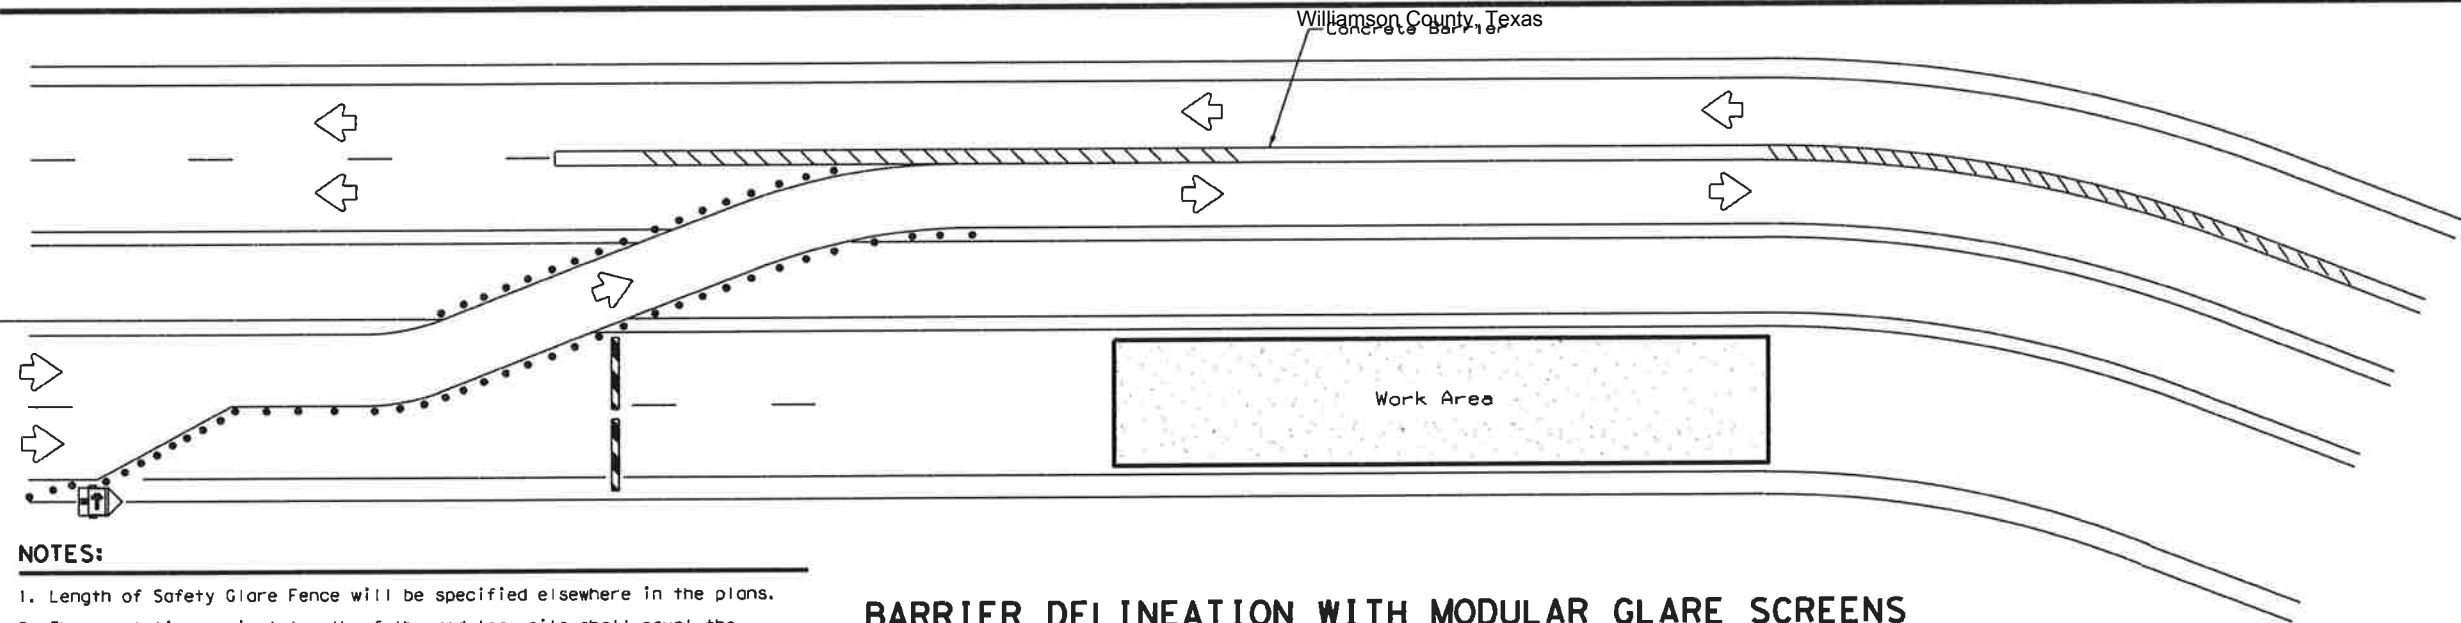 Williamson County, Texas
Concrete Barrier
Work Area
NOTES:
1. Length of Safety Glare Fence will be specified elsewhere in the plans.
BARRIER DELINEATION WITH MODULAR GLARE SCREENS